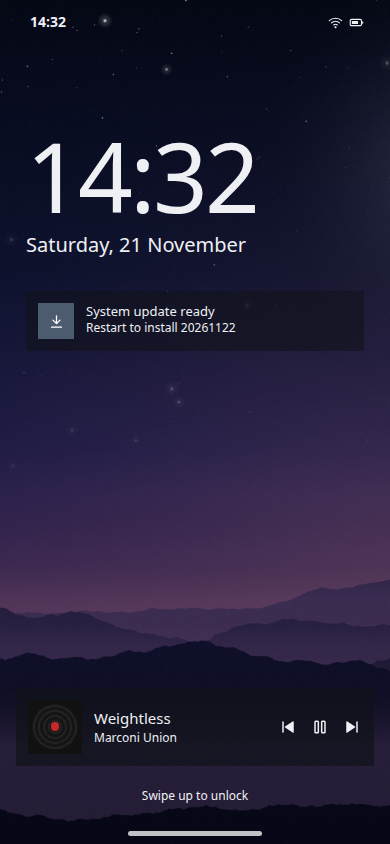 14:32
14:32
Saturday, 21 November
System update ready
Restart to install 20261122
Weightless
Marconi Union
Swipe up to unlock